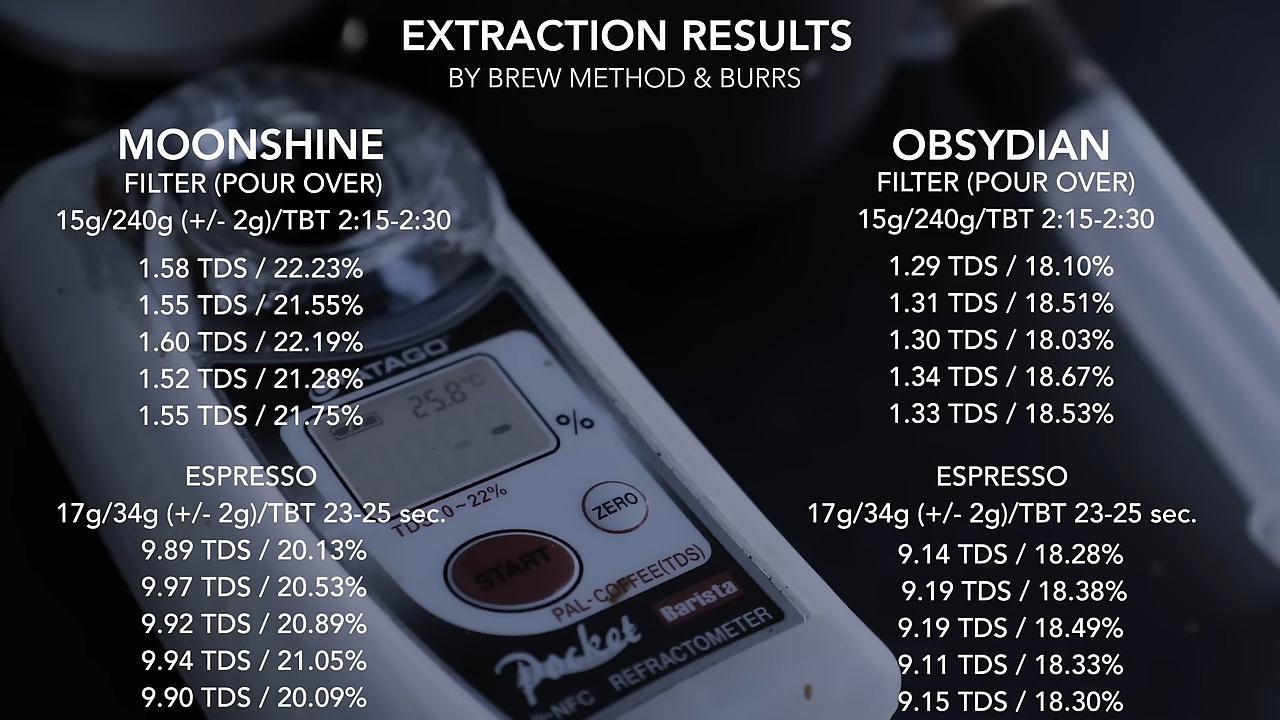 EXTRACTION RESULTS
BY BREW METHOD & BURRS
MOONSHINE
FILTER (POUR OVER)
15g/240g (+/- 2g)/TBT 2:15-2:30
1.58 TDS / 22.23%
1.55 TDS / 21.55%
1.60 TDS / 22.19%
1.52 TDS / 21.28%
1.55 TDS / 21.75%
ESPRESSO
17g/34g (+/- 2g)/TBT 23-25 sec.
9.89 TDS / 20.13%
9.97 TDS / 20.53%
9.92 TDS / 20.89%
9.94 TDS / 21.05%
9.90 TDS / 20.09%
OBSYDIAN
FILTER (POUR OVER)
15g/240g/TBT 2:15-2:30
1.29 TDS / 18.10%
1.31 TDS / 18.51%
1.30 TDS / 18.03%
1.34 TDS / 18.67%
1.33 TDS / 18.53%
ESPRESSO
17g/34g (+/- 2g)/TBT 23-25 sec.
9.14 TDS / 18.28%
9.19 TDS / 18.38%
9.19 TDS / 18.49%
9.11 TDS / 18.33%
9.15 TDS / 18.30%
ATAGO
25.8°C
%
ZERO
START
PAL-COFFEE(TDS)
Barista
Pocket
REFRACTOMETER